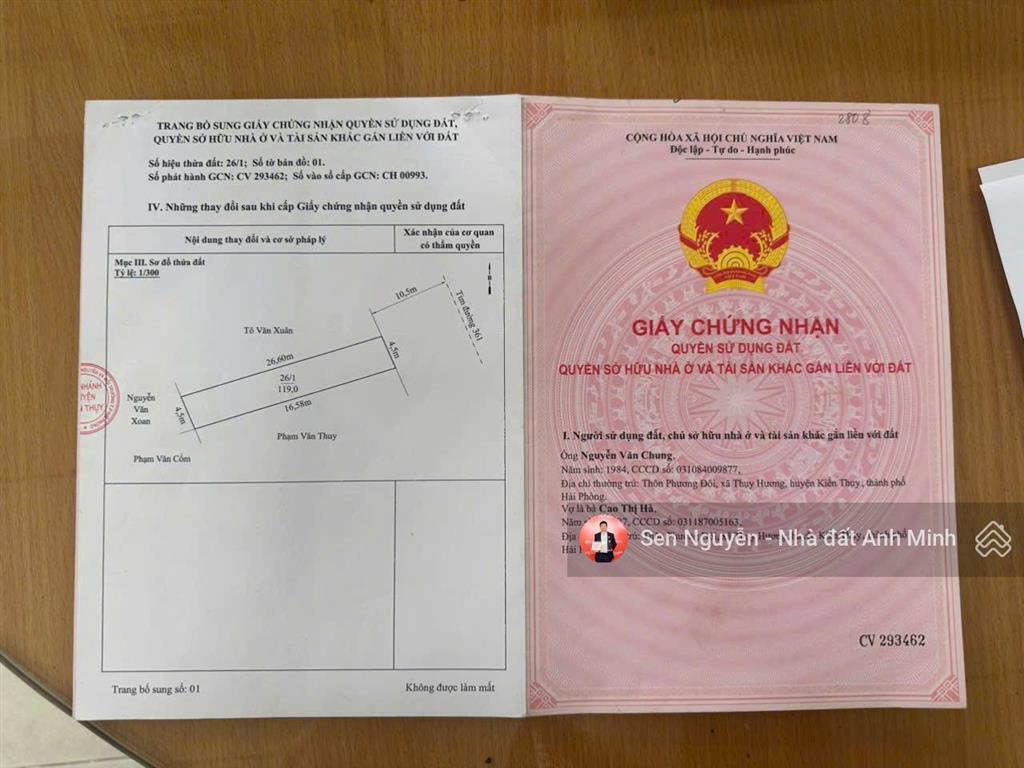 TRANG BỔ SUNG GIẤY CHỨNG NHẬN QUYỀN SỬ DỤNG ĐẤT,
QUYỀN SỞ HỮU NHÀ Ở VÀ TÀI SẢN KHÁC GẮN LIỀN VỚI ĐẤT
Số hiệu thửa đất: 26/1; Số tờ bản đồ: 01.
Số phát hành GCN: CV 293462; Số vào sổ cấp GCN: CH 00993.
IV. Những thay đổi sau khi cấp Giấy chứng nhận quyền sử dụng đất
Nội dung thay đổi và cơ sở pháp lý
Xác nhận của cơ quan
có thẩm quyền
Mục III. Sơ đồ thửa đất
Tỷ lệ: 1/300
10,5m
Tim đường 361
Tô Văn Xuân
26,60m
4,5m
26/1
119,0
16,58m
4,5m
Nguyễn
Văn
Xoan
Phạm Văn Thuy
Phạm Văn Cốm
Trang bổ sung số: 01
Không được làm mất
2808
CỘNG HÒA XÃ HỘI CHỦ NGHĨA VIỆT NAM
Độc lập - Tự do - Hạnh phúc
GIẤY CHỨNG NHẬN
QUYỀN SỬ DỤNG ĐẤT
QUYỀN SỞ HỮU NHÀ Ở VÀ TÀI SẢN KHÁC GẮN LIỀN VỚI ĐẤT
I. Người sử dụng đất, chủ sở hữu nhà ở và tài sản khác gắn liền với đất
Ông Nguyễn Văn Chung.
Năm sinh: 1984, CCCD số: 031084009877,
Địa chỉ thường trú: Thôn Phương Đôi, xã Thụy Hương, huyện Kiến Thụy, thành phố
Hải Phòng.
Vợ là bà Cao Thị Hà.
Năm CCCD số: 031187005163,
Sen Nguyễn - Nhà đất Anh Minh
CV 293462